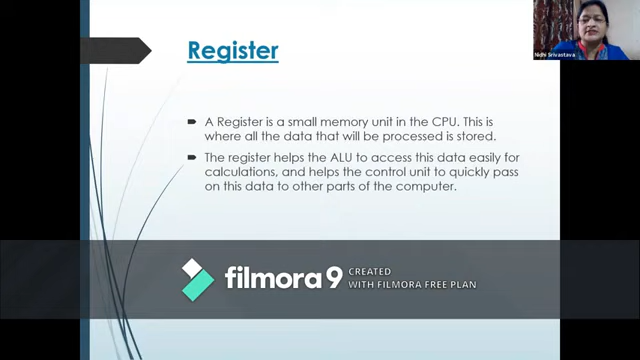 Register
Nidhi Srivastava
A Register is a small memory unit in the CPU. This is
where all the data that will be processed is stored.
The register helps the ALU to access this data easily for
calculations, and helps the control unit to quickly pass
on this data to other parts of the computer.
filmora9 CREATED
WITH FILMORA FREE PLAN